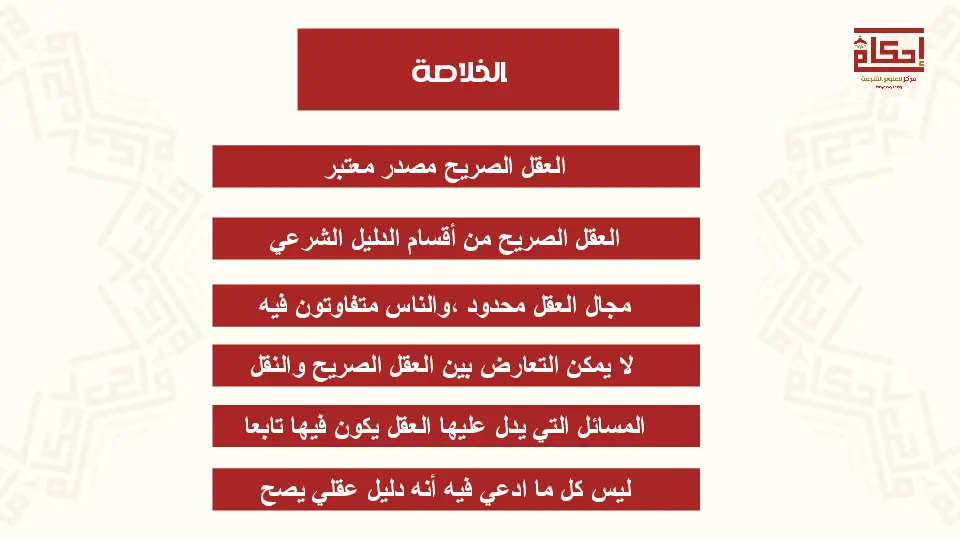 إحكام
مركز للعلوم الشرعية
الخلاصة
العقل الصريح مصدر معتبر
العقل الصريح من أقسام الدليل الشرعي
مجال العقل محدود ،والناس متفاوتون فيه
لا يمكن التعارض بين العقل الصريح والنقل
المسائل التي يدل عليها العقل يكون فيها تابعا
ليس كل ما ادعي فيه أنه دليل عقلي يصح